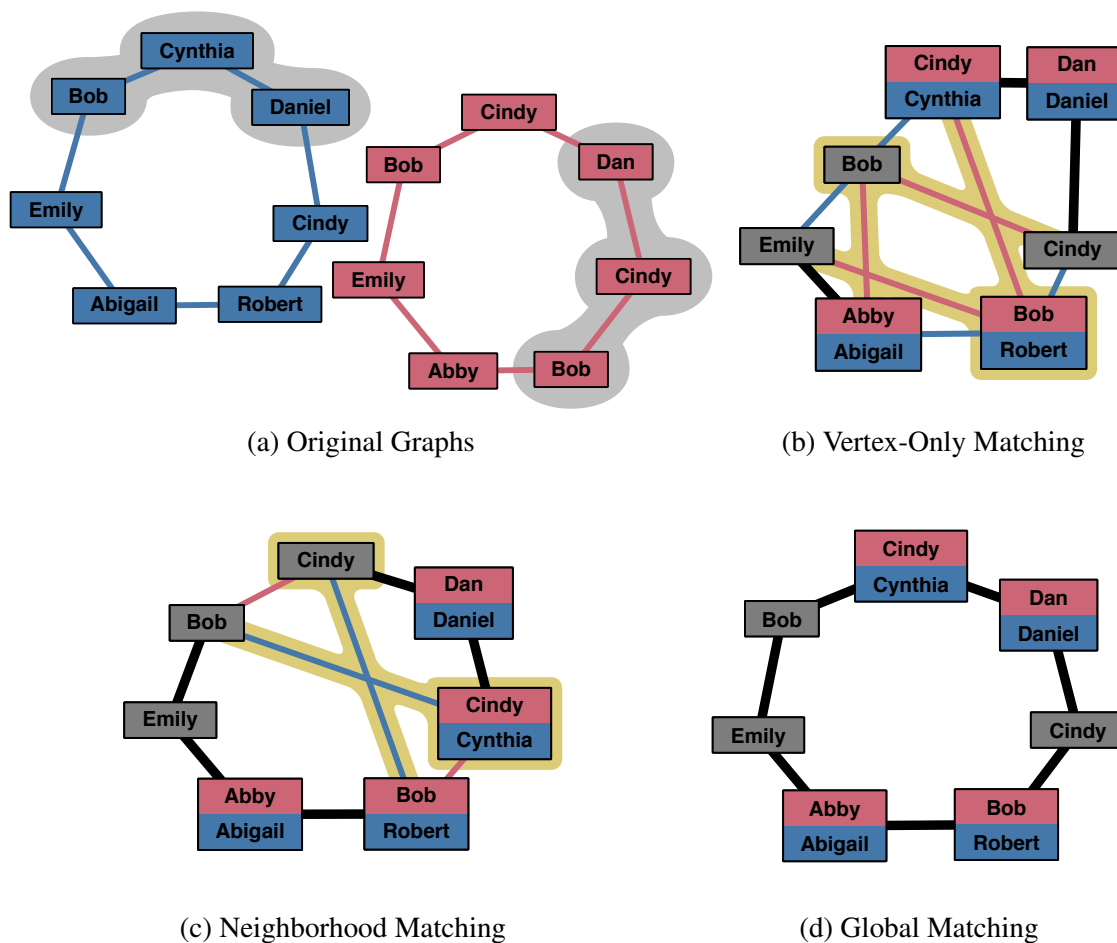 Cynthia
Bob
Daniel
Emily
Cindy
Abigail
Robert
Cindy
Bob
Dan
Emily
Cindy
Abby
Bob
(a) Original Graphs
Cindy
Cynthia
Dan
Daniel
Bob
Emily
Cindy
Abby
Abigail
Bob
Robert
(b) Vertex-Only Matching
Cindy
Dan
Daniel
Bob
Cindy
Cynthia
Emily
Abby
Abigail
Bob
Robert
(c) Neighborhood Matching
Cindy
Cynthia
Dan
Daniel
Bob
Emily
Cindy
Abby
Abigail
Bob
Robert
(d) Global Matching